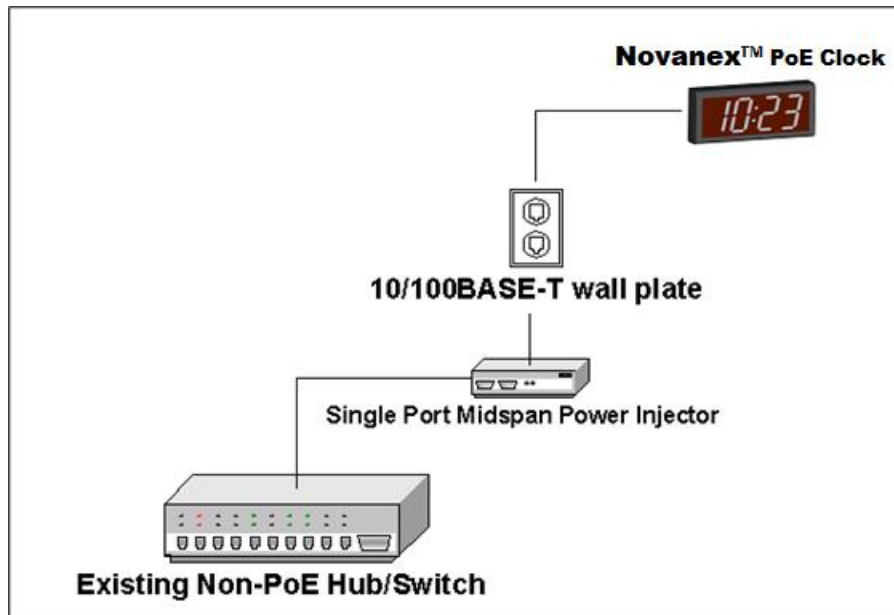 Novanex™ PoE Clock
10:23
10/100BASE-T wall plate
Single Port Midspan Power Injector
Existing Non-PoE Hub/Switch